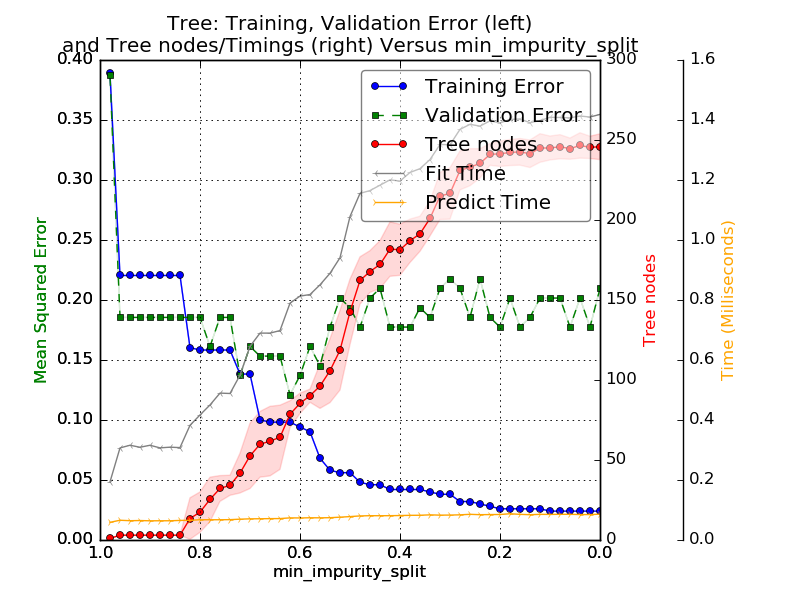 Tree: Training, Validation Error (left)
and Tree nodes/Timings (right) Versus min_impurity_split
Training Error
Validation Error
Tree nodes
Fit Time
Predict Time
Mean Squared Error
0.40
0.35
0.30
0.25
0.20
0.15
0.10
0.05
0.00
1.0 0.8 0.6 0.4 0.2 0.0
min_impurity_split
300
250
200
150
100
50
0
Tree nodes
1.6
1.4
1.2
1.0
0.8
0.6
0.4
0.2
0.0
Time (Milliseconds)